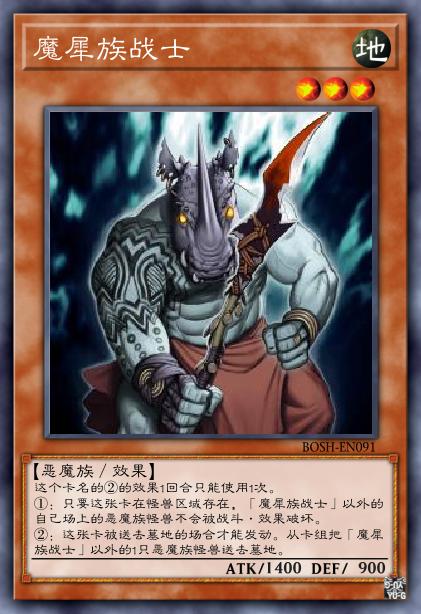 魔犀族战士
地
BOSH-EN091
【恶魔族／效果】
这个卡名的②的效果1回合只能使用1次。
①：只要这张卡在怪兽区域存在，「魔犀族战士」以外的
自己场上的恶魔族怪兽不会被战斗·效果破坏。
②：这张卡被送去墓地的场合才能发动。从卡组把「魔犀
族战士」以外的1只恶魔族怪兽送去墓地。
ATK/1400 DEF/ 900